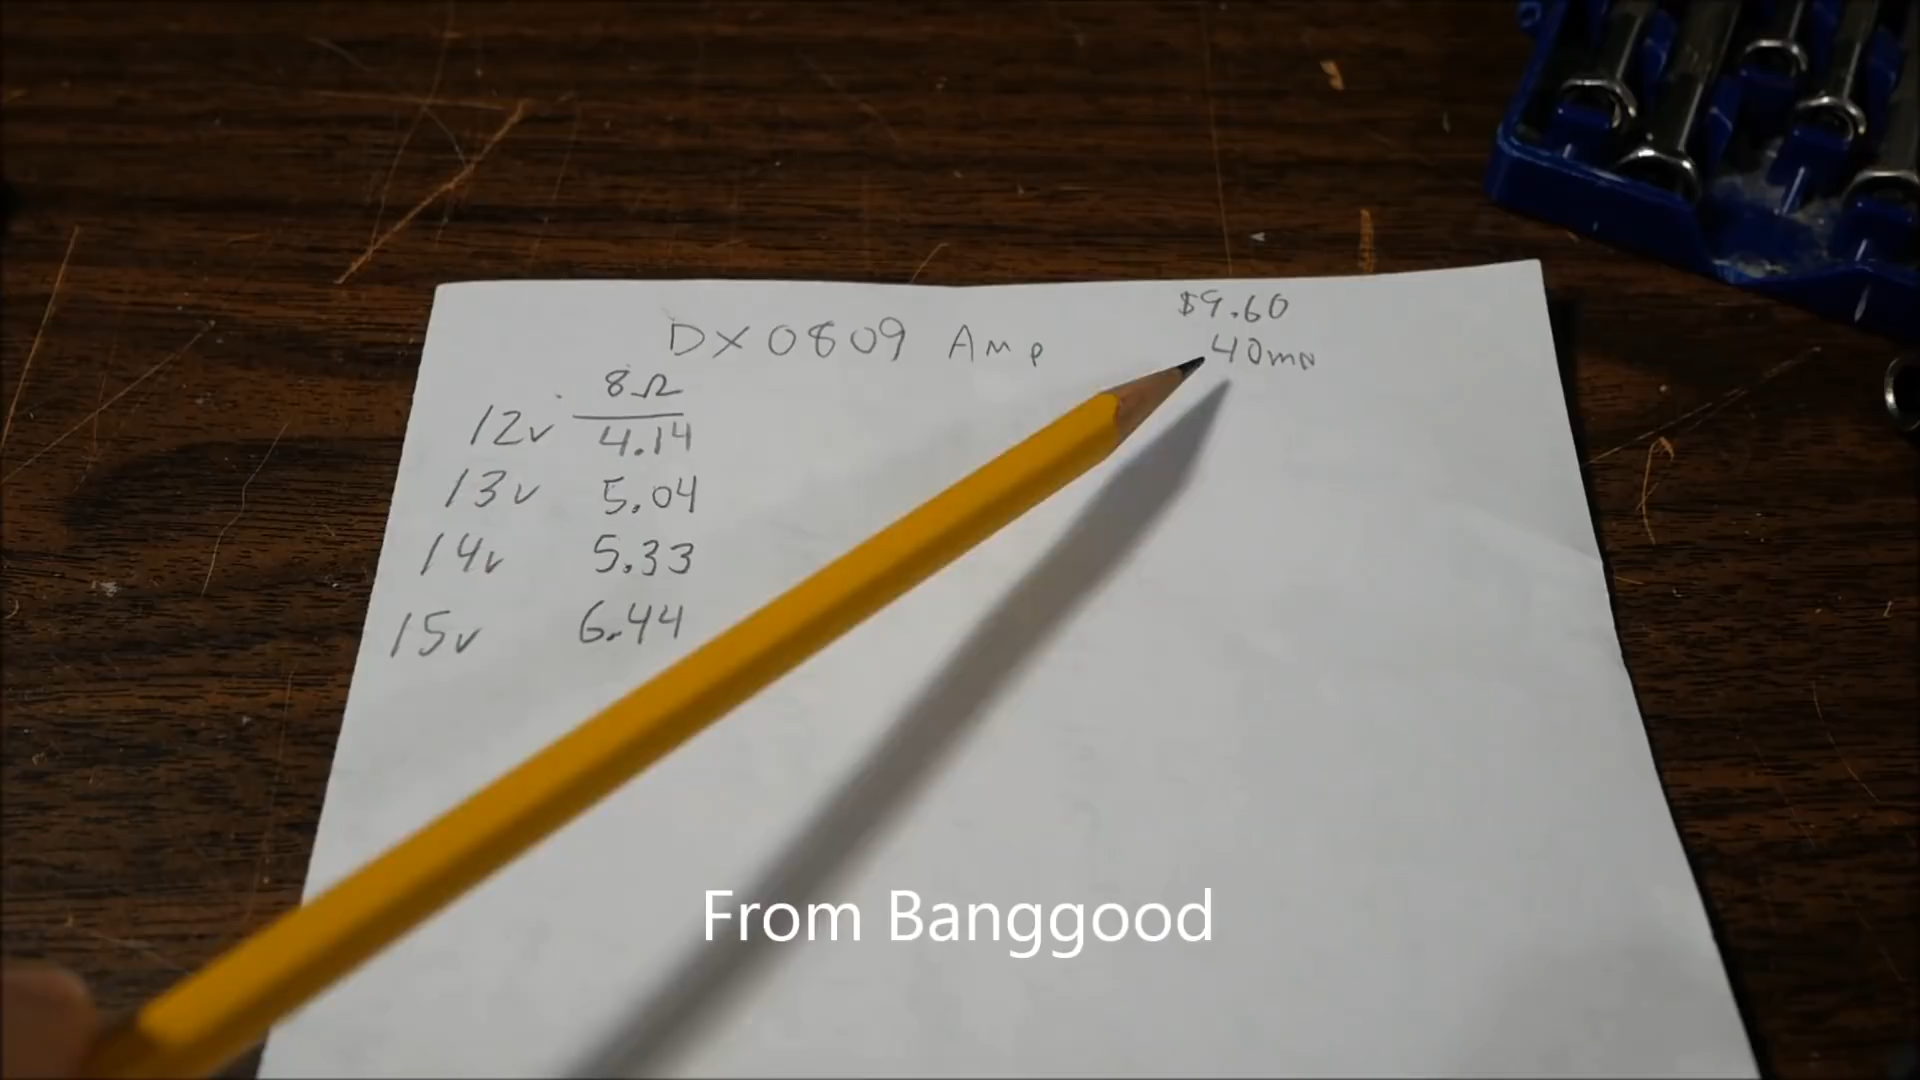 $9.60
DX0809 Amp
40mN
8Ω
12v 4.14
13v 5.04
14v 5.33
15v 6.44
From Banggood